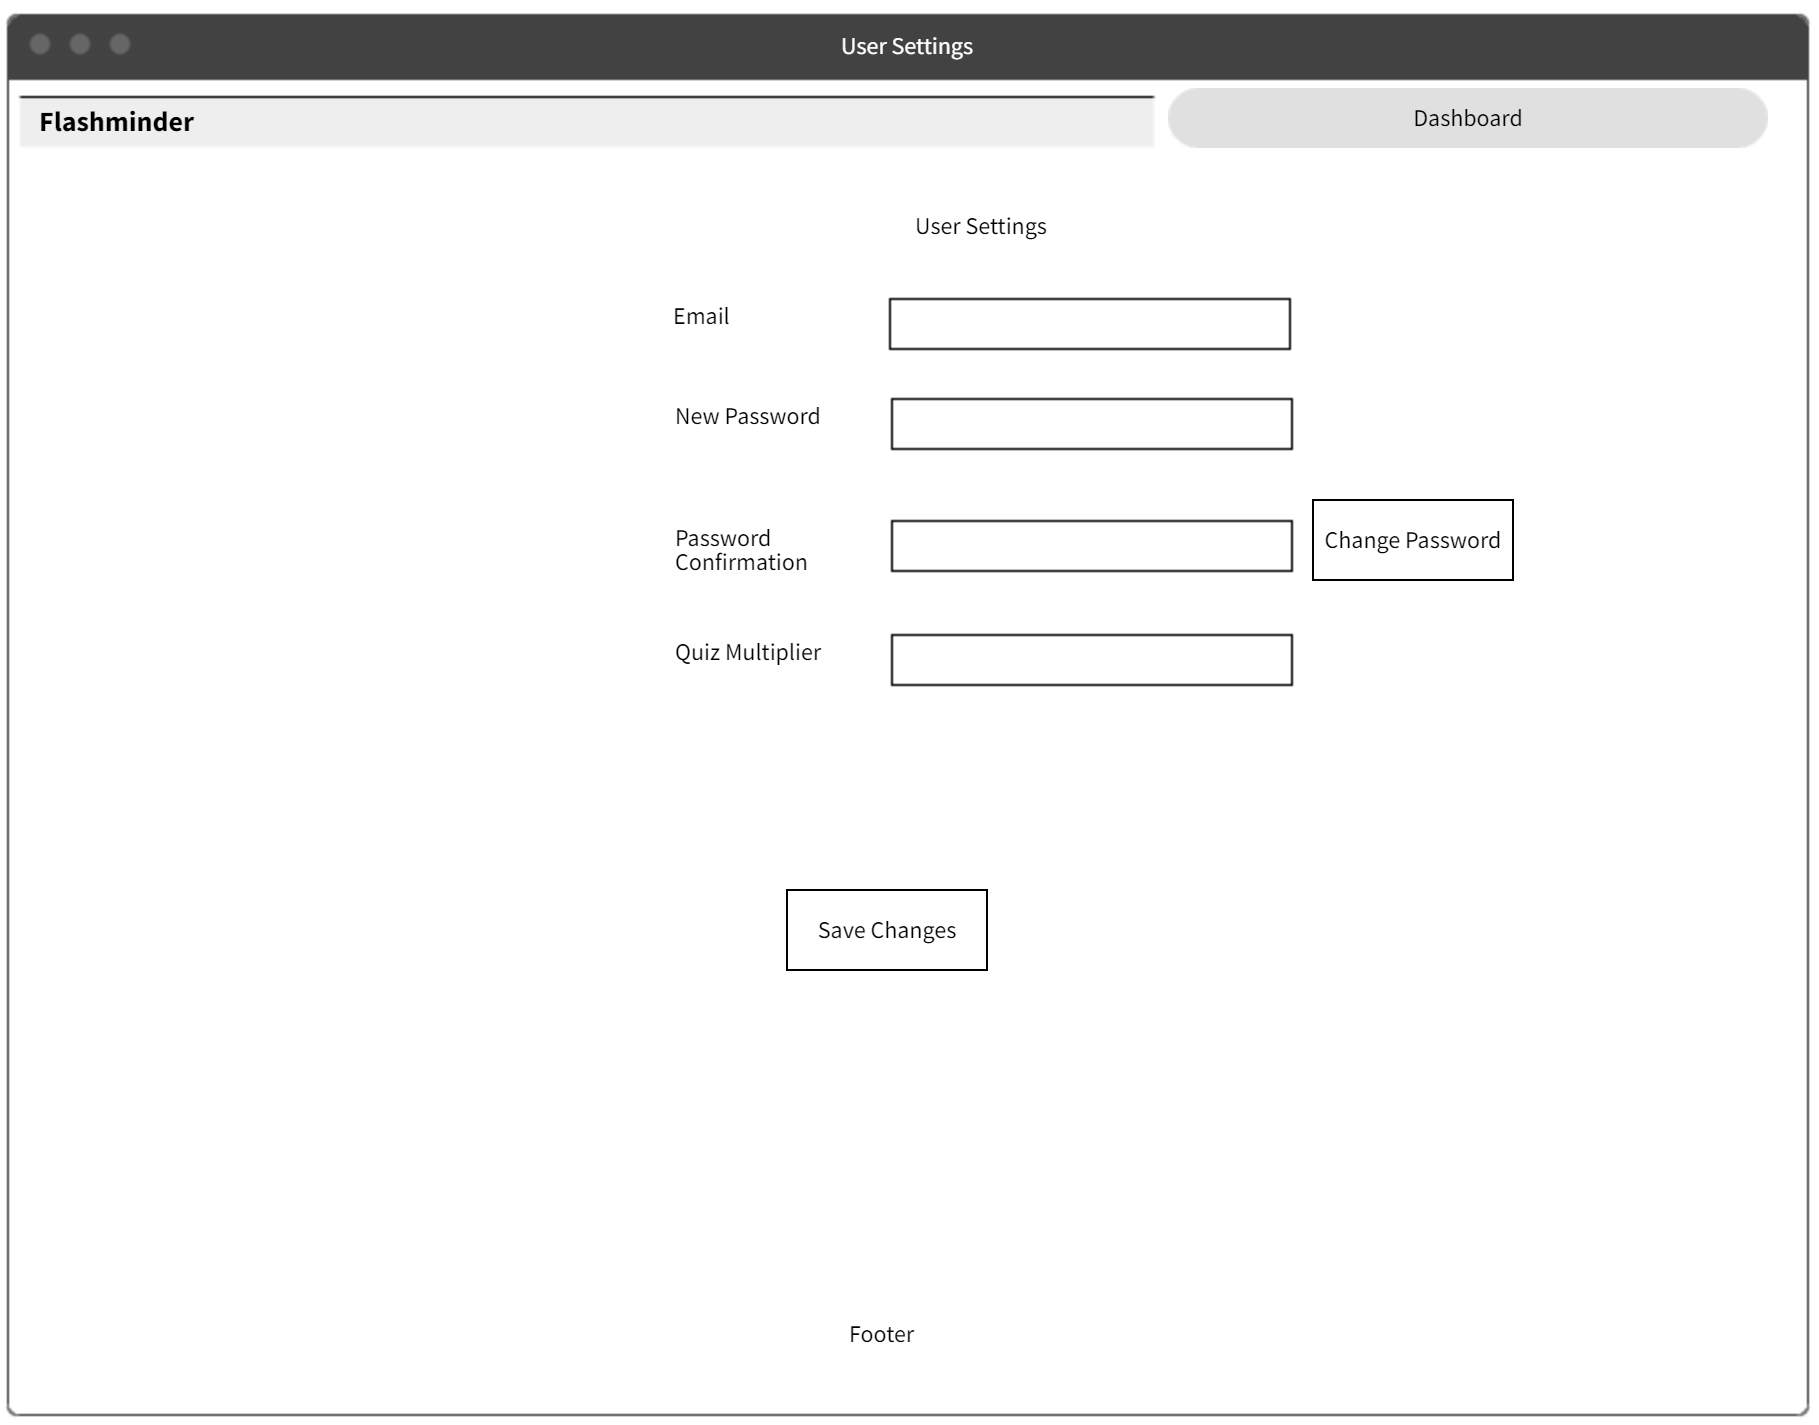 User Settings
Flashminder
Dashboard
User Settings
Email
New Password
Password
Confirmation
Change Password
Quiz Multiplier
Save Changes
Footer